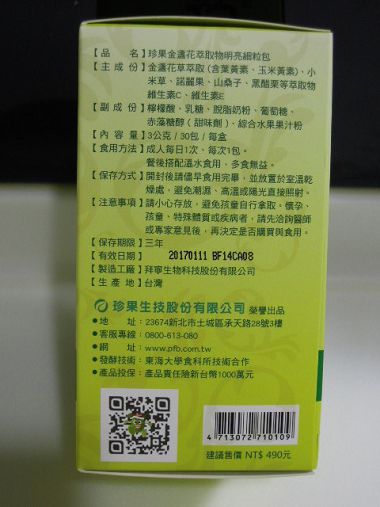 【品　　名】珍果金盞花萃取物明亮細粒包
【主 成 份】金盞花草萃取(含葉黃素、玉米黃素)、小
米草、諾麗果、山桑子、黑醋栗等萃取物
維生素C、維生素E
【副 成 份】檸檬酸、乳糖、脫脂奶粉、葡萄糖、
赤藻糖醇(甜味劑)、綜合水果果汁粉
【內 容 量】3公克/30包/每盒
【食用方法】成人每日1次、每次1包。
餐後搭配溫水食用、多食無益。
【保存方式】開封後請儘早食用完畢，並放置於室溫乾
燥處，避免潮濕、高溫或陽光直接照射。
【注意事項】請小心存放，避免孩童自行拿取。懷孕、
孩童、特殊體質或疾病者，請先洽詢醫師
或專家意見後，再決定是否購買與食用。
【保存期限】三年
【有效日期】20170111 BF14CA08
【製造工廠】拜寧生物科技股份有限公司
【生 產 地】台灣
珍果生技股份有限公司 榮譽出品
●地　　址：23674新北市土城區承天路28號3樓
●客服專線：0800-613-080
●網　　址：www.pfb.com.tw
●發酵技術：東海大學食科所技術合作
●產品投保：產品責任險新台幣1000萬元
4 713072 710109
建議售價 NT$ 490元